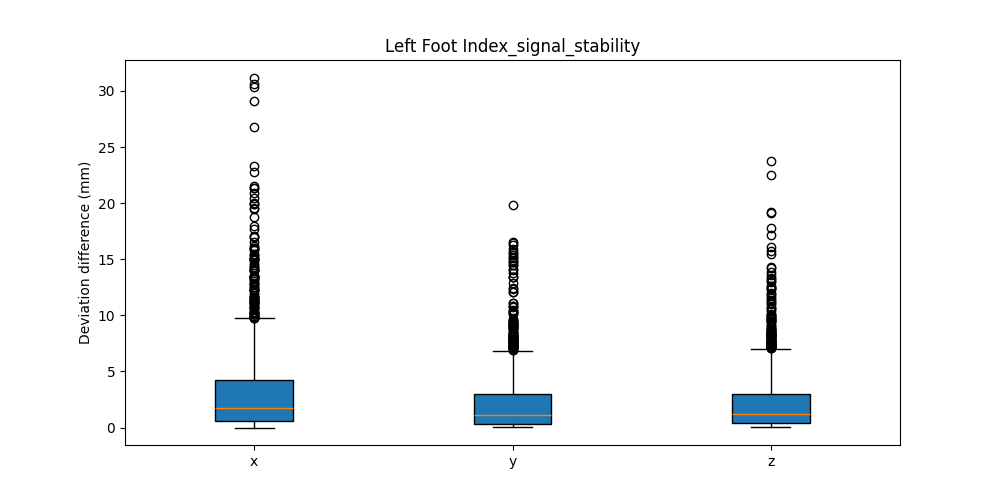 Left Foot Index_signal_stability
Deviation difference (mm)
30
25
20
15
10
5
0
x y z